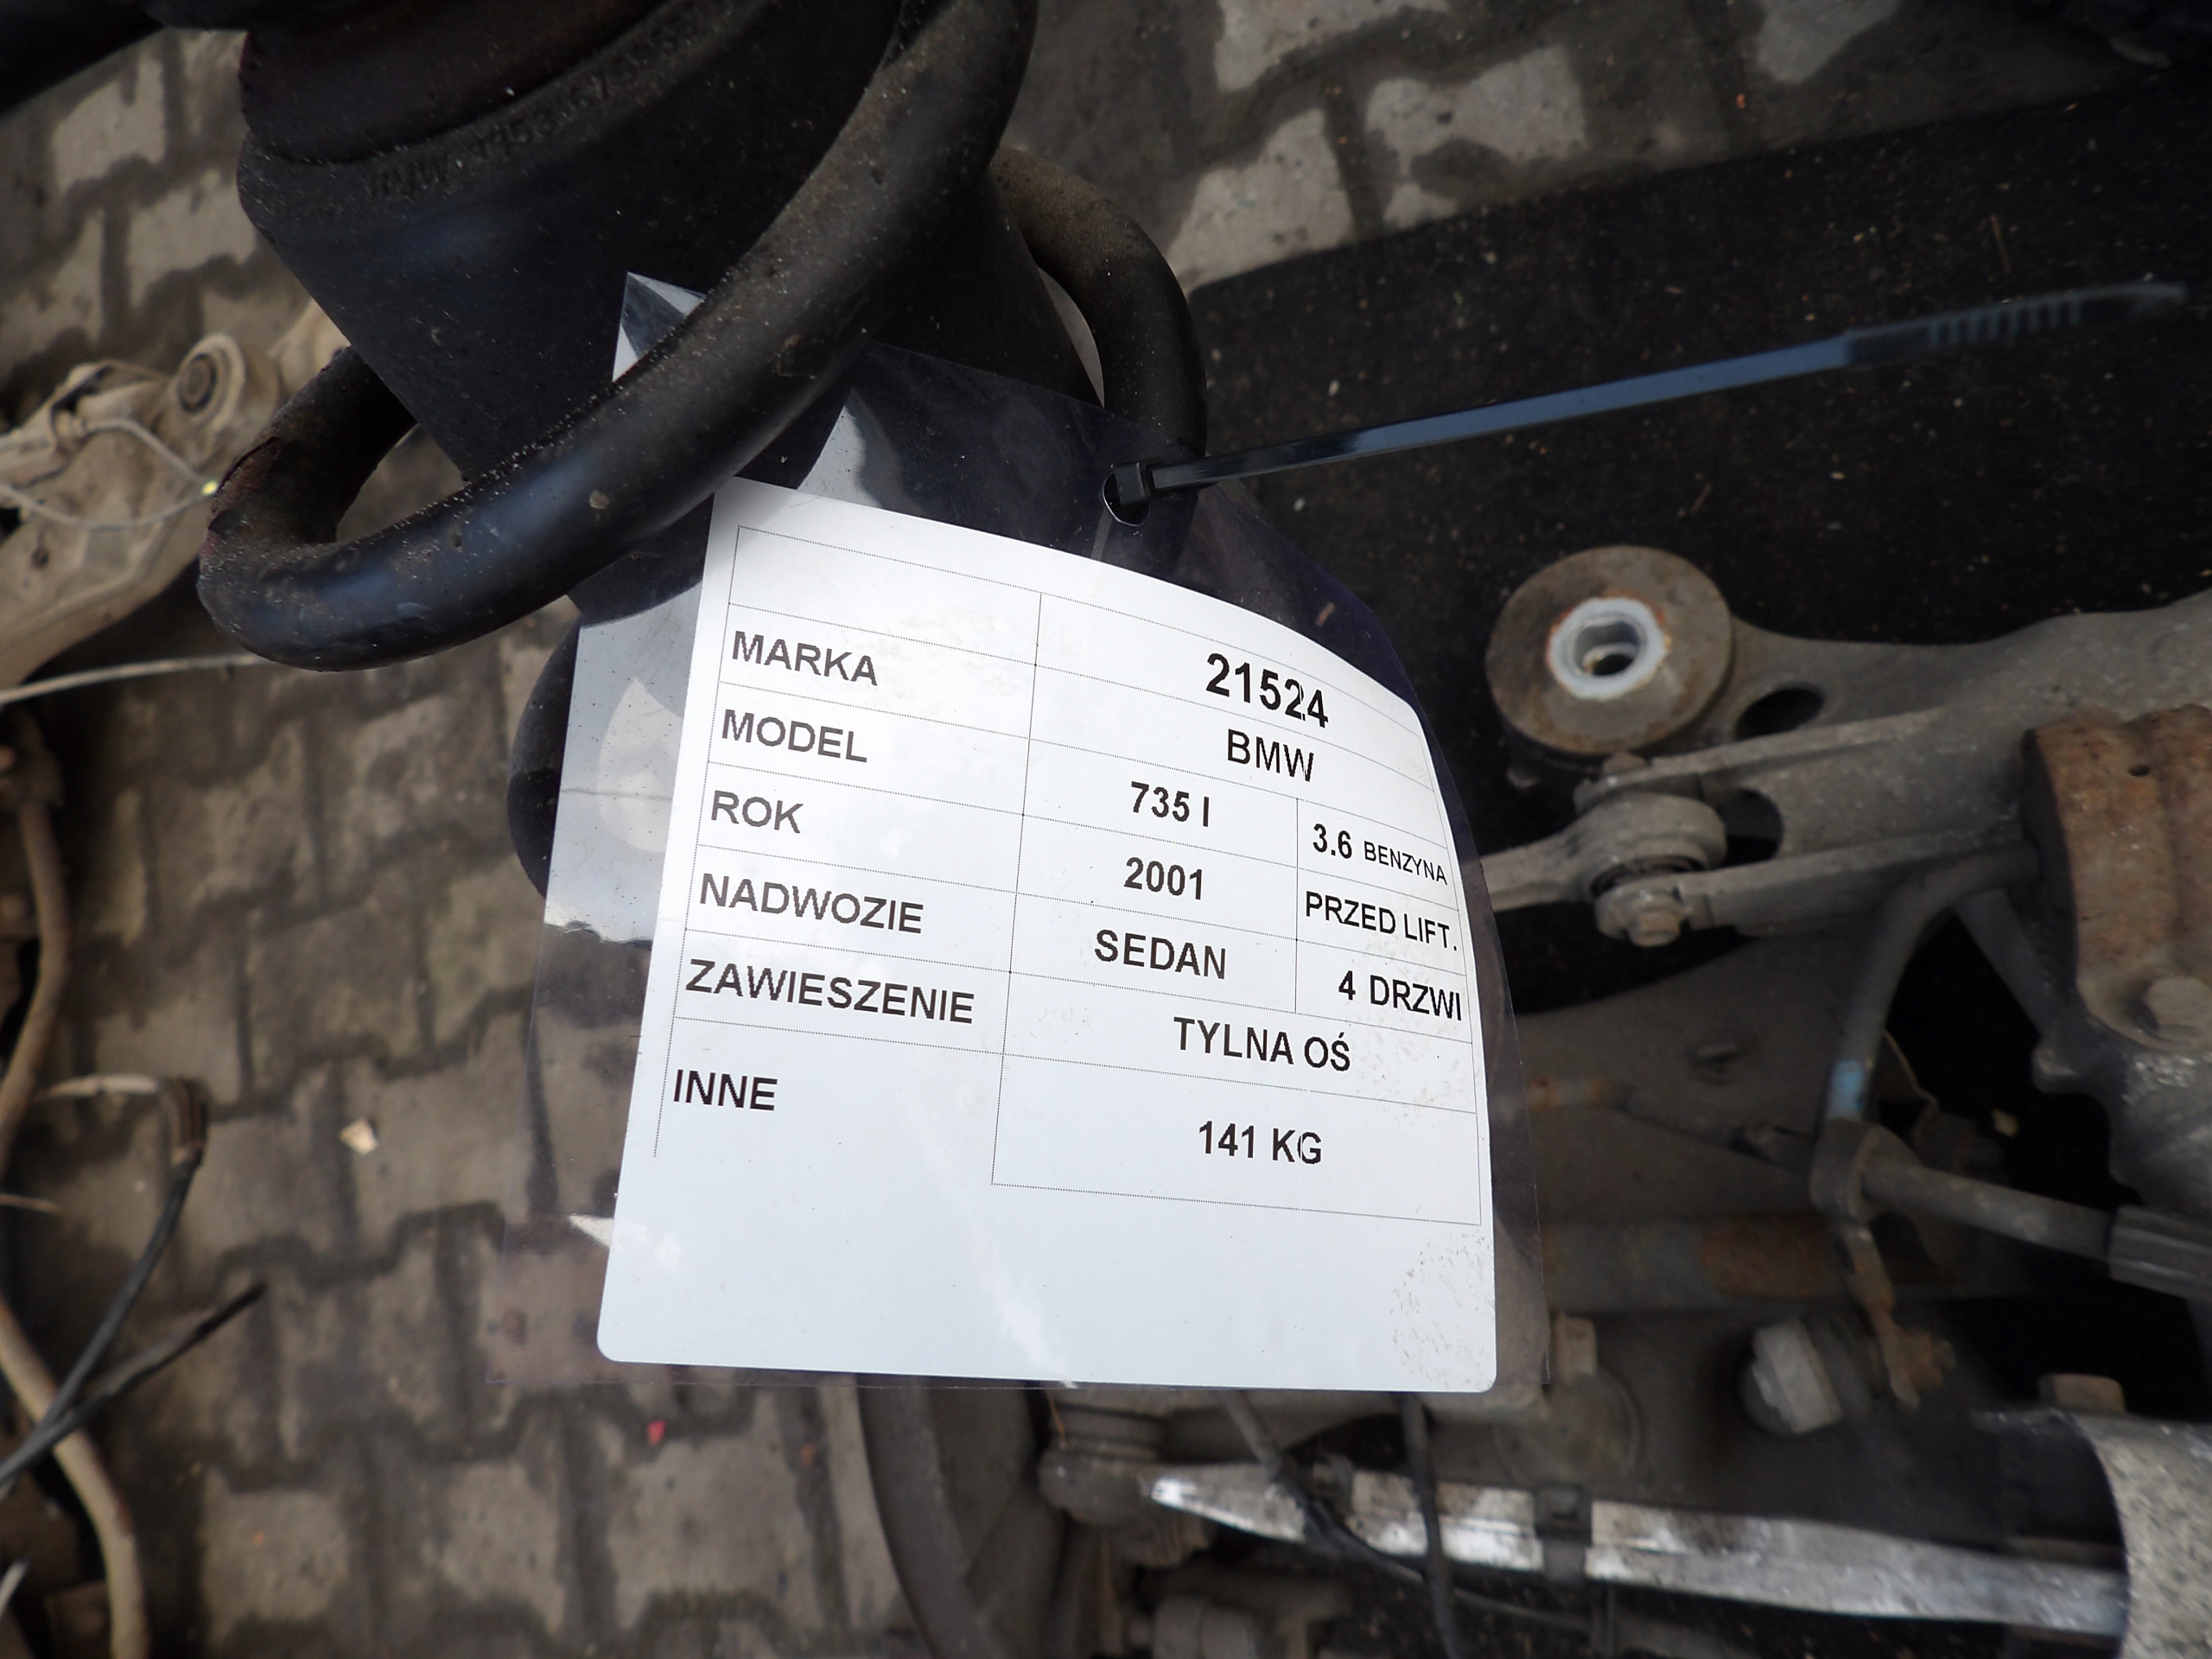 21524
MARKA BMW
MODEL 735 I 3.6 BENZYNA
ROK 2001 PRZED LIFT.
NADWOZIE SEDAN 4 DRZWI
ZAWIESZENIE TYLNA OŚ
INNE 141 KG